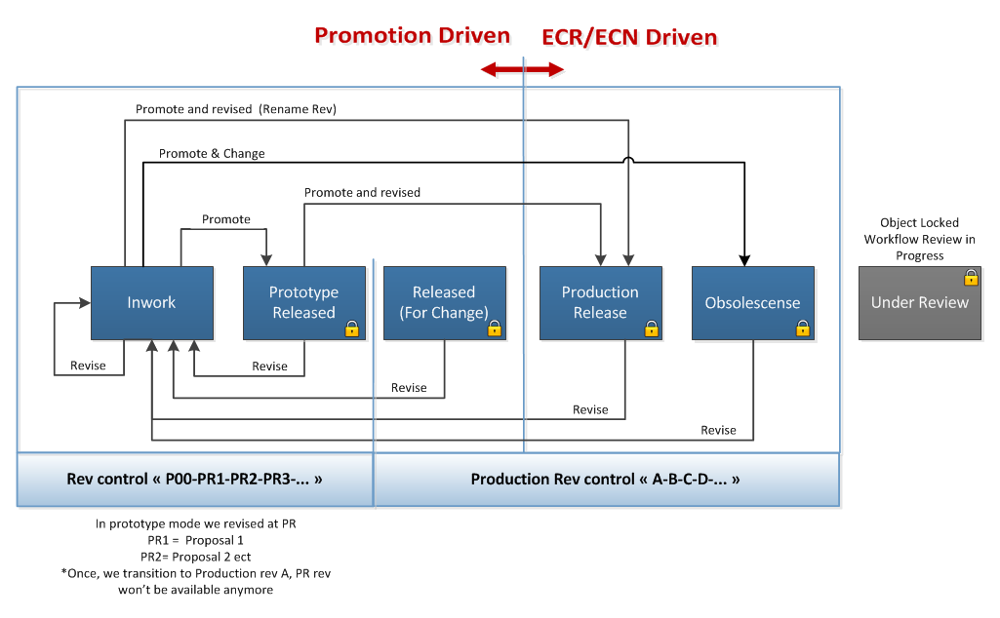 Promotion Driven
ECR/ECN Driven
Promote and revised (Rename Rev)
Promote & Change
Promote and revised
Promote
Object Locked
Workflow Review in
Progress
Inwork
Prototype
Released
Released
(For Change)
Production
Release
Obsolescense
Under Review
Revise
Revise
Revise
Revise
Revise
Rev control « P00-PR1-PR2-PR3-... »
Production Rev control « A-B-C-D-... »
In prototype mode we revised at PR
PR1 = Proposal 1
PR2= Proposal 2 ect
*Once, we transition to Production rev A, PR rev
won't be available anymore